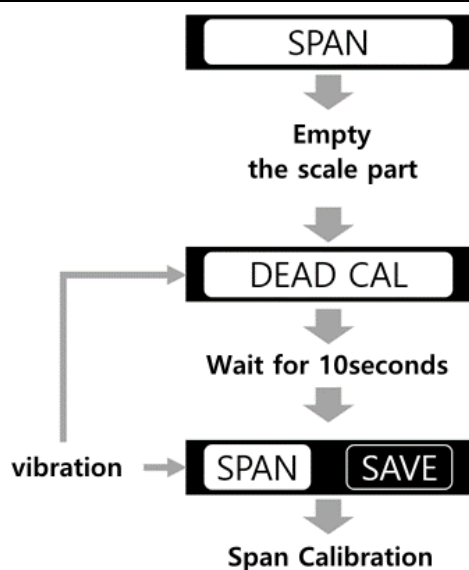 SPAN
Empty
the scale part
DEAD CAL
Wait for 10seconds
vibration
SPAN SAVE
Span Calibration